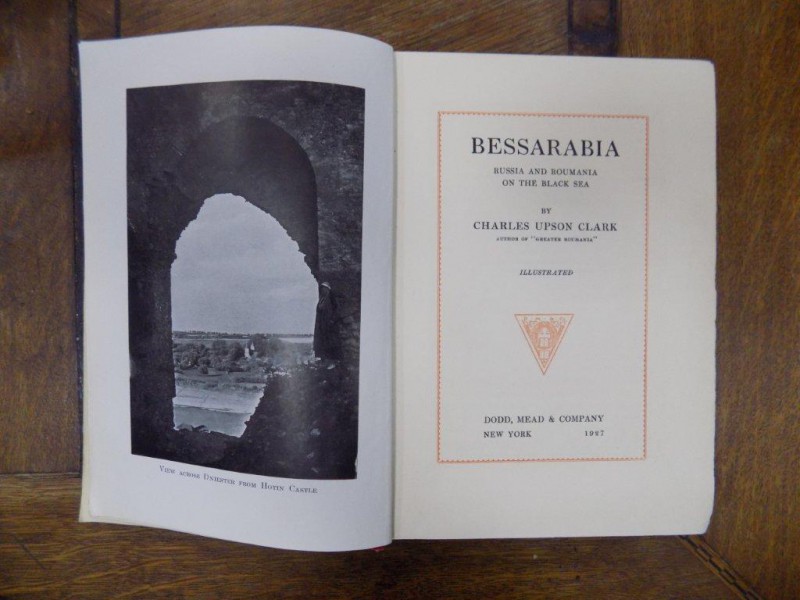 View across Dniester from Hotin Castle
BESSARABIA
RUSSIA AND ROUMANIA
ON THE BLACK SEA
BY
CHARLES UPSON CLARK
AUTHOR OF "GREATER ROUMANIA"
ILLUSTRATED
DODD, MEAD & COMPANY
NEW YORK 1927